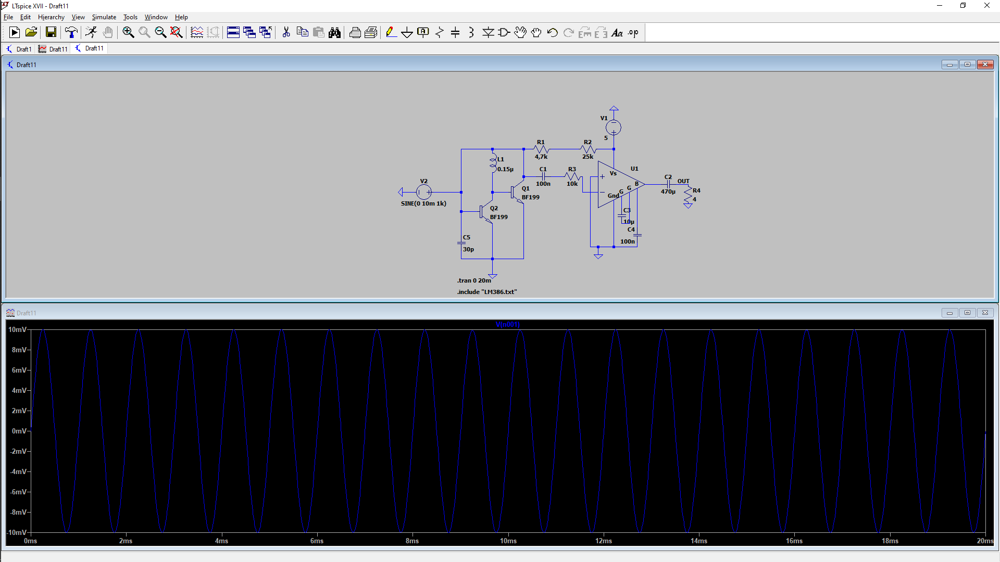 LTspice XVII - Draft11
File Edit Hierarchy View Simulate Tools Window Help
Draft1 Draft11 Draft11
Draft11
V1
5
R1
4,7k
R2
25k
L1
0.15µ
C1
100n
R3
10k
Vs
U1
V2
SINE(0 10m 1k)
Q1
BF199
Q2
BF199
Gnd
G
G
B
C2
470µ
OUT
R4
4
C3
10µ
C4
100n
C5
30p
.tran 0 20m
.include "LM386.txt"
Draft11
V(n001)
10mV
8mV
6mV
4mV
2mV
0mV
-2mV
-4mV
-6mV
-8mV
-10mV
0ms 2ms 4ms 6ms 8ms 10ms 12ms 14ms 16ms 18ms 20ms